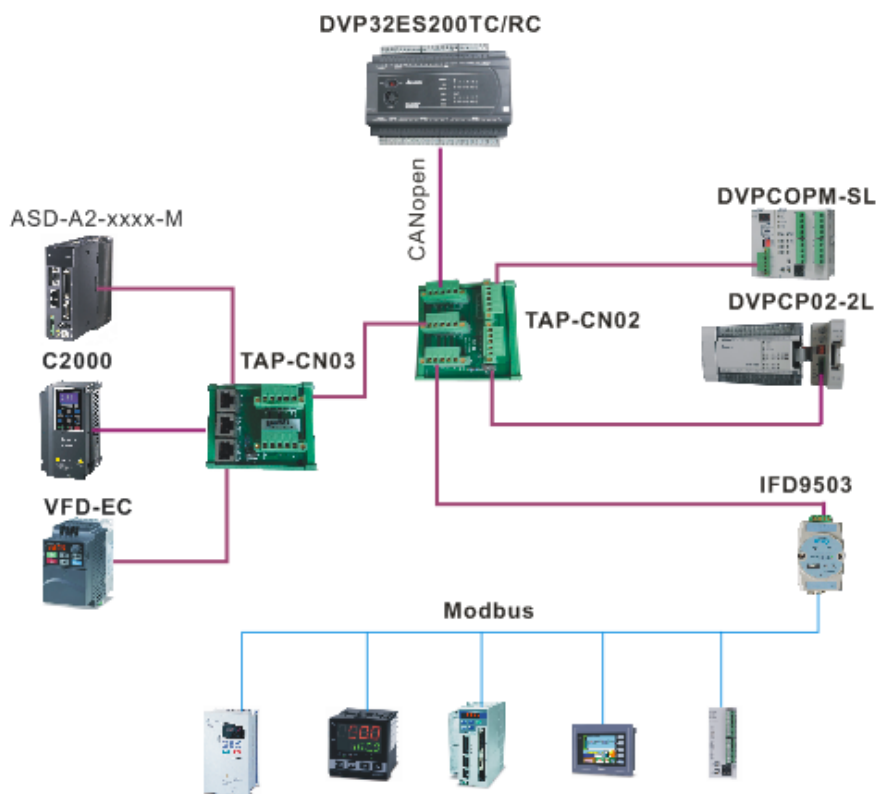 DVP32ES200TC/RC
CANopen
ASD-A2-xxxx-M
DVPCOPM-SL
TAP-CN02
DVPCP02-2L
C2000
TAP-CN03
VFD-EC
IFD9503
Modbus